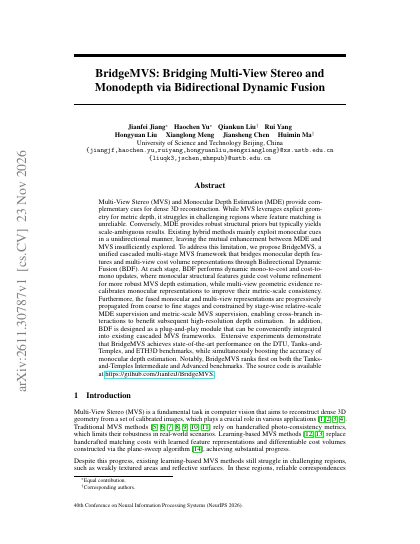 BridgeMVS: Bridging Multi-View Stereo and
Monodepth via Bidirectional Dynamic Fusion
Jianfei Jiang* Haochen Yu* Qiankun Liu† Rui Yang
Hongyuan Liu Xianglong Meng Jiansheng Chen Huimin Ma†
University of Science and Technology Beijing, China
{jiangjf,haochen.yu,ruiyang,hongyuanliu,mengxianglong}@xs.ustb.edu.cn
{liuqk3,jschen,mhmpub}@ustb.edu.cn
arXiv:2611.30787v1 [cs.CV] 23 Nov 2026
Abstract
Multi-View Stereo (MVS) and Monocular Depth Estimation (MDE) provide com-
plementary cues for dense 3D reconstruction. While MVS leverages explicit geom-
etry for metric depth, it struggles in challenging regions where feature matching is
unreliable. Conversely, MDE provides robust structural priors but typically yields
scale-ambiguous results. Existing hybrid methods mainly exploit monocular cues
in a unidirectional manner, leaving the mutual enhancement between MDE and
MVS insufficiently explored. To address this limitation, we propose BridgeMVS, a
unified cascaded multi-stage MVS framework that bridges monocular depth fea-
tures and multi-view cost volume representations through Bidirectional Dynamic
Fusion (BDF). At each stage, BDF performs dynamic mono-to-cost and cost-to-
mono updates, where monocular structural features guide cost volume refinement
for more robust MVS depth estimation, while multi-view geometric evidence re-
calibrates monocular representations to improve their metric-scale consistency.
Furthermore, the fused monocular and multi-view representations are progressively
propagated from coarse to fine stages and constrained by stage-wise relative-scale
MDE supervision and metric-scale MVS supervision, enabling cross-branch in-
teractions to benefit subsequent high-resolution depth estimation. In addition,
BDF is designed as a plug-and-play module that can be conveniently integrated
into existing cascaded MVS frameworks. Extensive experiments demonstrate
that BridgeMVS achieves state-of-the-art performance on the DTU, Tanks-and-
Temples, and ETH3D benchmarks, while simultaneously boosting the accuracy
of monocular depth estimation. Notably, BridgeMVS ranks first on both the Tanks-
and-Temples Intermediate and Advanced benchmarks. The source code is available
at https://github.com/JianfeiJ/BridgeMVS.
1 Introduction
Multi-View Stereo (MVS) is a fundamental task in computer vision that aims to reconstruct dense 3D
geometry from a set of calibrated images, which plays a crucial role in various applications [1, 2, 3, 4].
Traditional MVS methods [5, 6, 7, 8, 9, 10, 11] rely on handcrafted photo-consistency metrics,
which limits their robustness in real-world scenarios. Learning-based MVS methods [12, 13] replace
handcrafted matching costs with learned feature representations and differentiable cost volumes
constructed via the plane-sweep algorithm [14], achieving substantial progress.
Despite this progress, existing learning-based MVS methods still struggle in challenging regions,
such as weakly textured areas and reflective surfaces. In these regions, reliable correspondences
*Equal contribution.
†Corresponding author.
40th Conference on Neural Information Processing Systems (NeurIPS 2026)